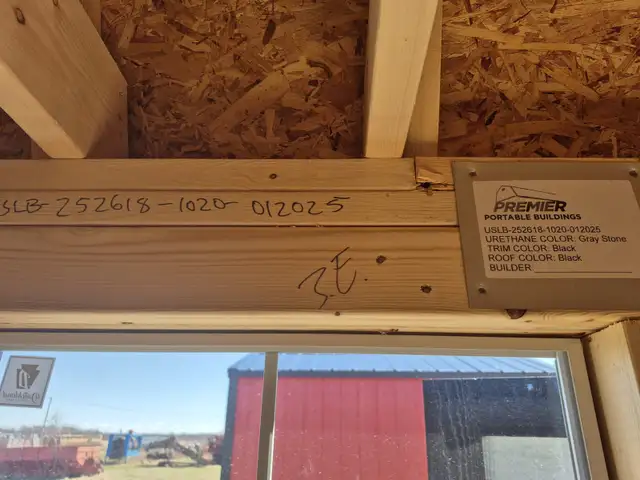 SLB-252618-1020-012025
J.E.
PREMIER
PORTABLE BUILDINGS
USLB-252618-1020-012025
URETHANE COLOR: Gray Stone
TRIM COLOR: Black
ROOF COLOR: Black
BUILDER: